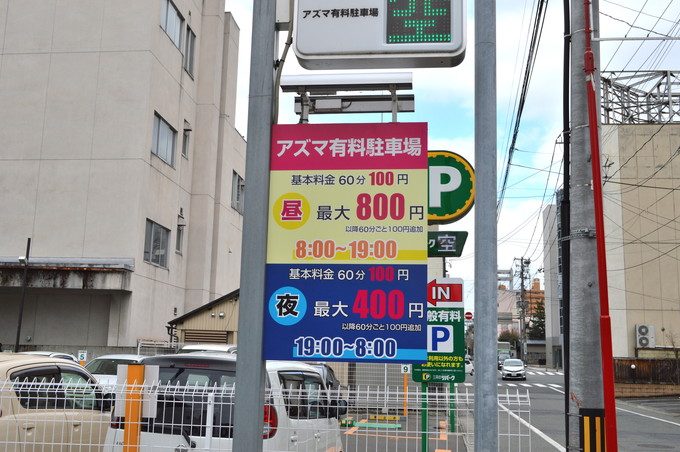 アズマ有料駐車場
空
アズマ有料駐車場
基本料金 60分 100円
昼
最大 800円
以降60分ごと100円追加
8:00~19:00
基本料金 60分 100円
夜
最大 400円
以降60分ごと100円追加
19:00~8:00
P
空
IN
般有料
P
9